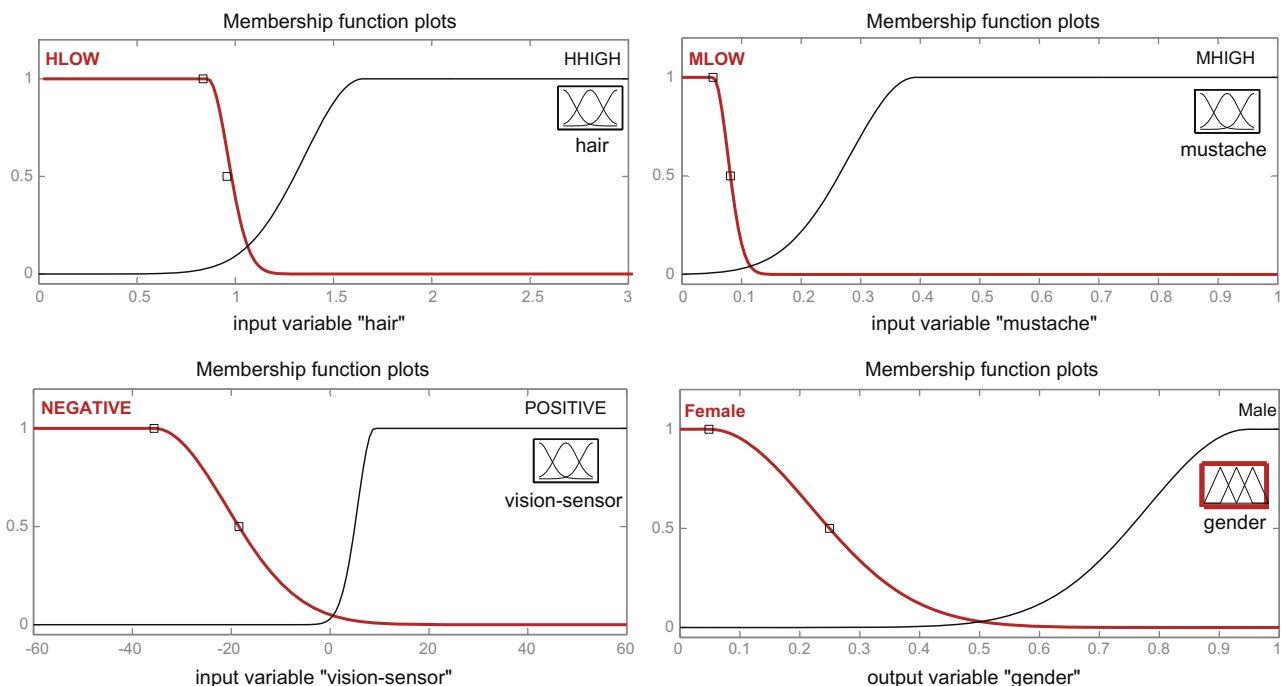 Membership function plots
HLOW
HHIGH
1
hair
0.5
0
0 0.5 1 1.5 2 2.5 3
input variable "hair"
Membership function plots
MLOW
MHIGH
1
mustache
0.5
0
0 0.1 0.2 0.3 0.4 0.5 0.6 0.7 0.8 0.9 1
input variable "mustache"
Membership function plots
NEGATIVE
POSITIVE
1
vision-sensor
0.5
0
-60 -40 -20 0 20 40 60
input variable "vision-sensor"
Membership function plots
Female
Male
1
gender
0.5
0
0 0.1 0.2 0.3 0.4 0.5 0.6 0.7 0.8 0.9 1
output variable "gender"